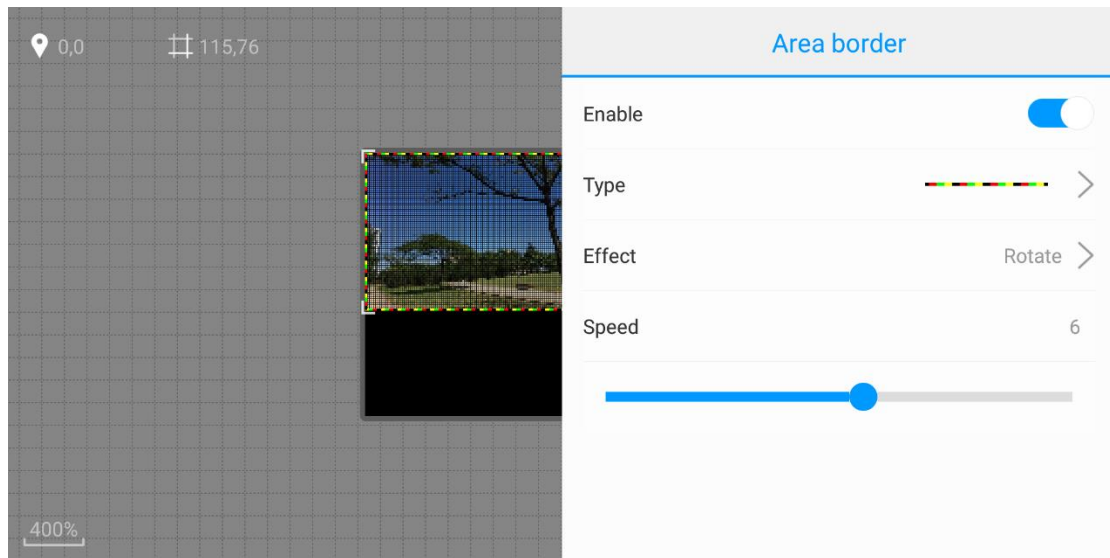 0,0
115,76
Area border
Enable
Type
Effect
Rotate
Speed
6
400%